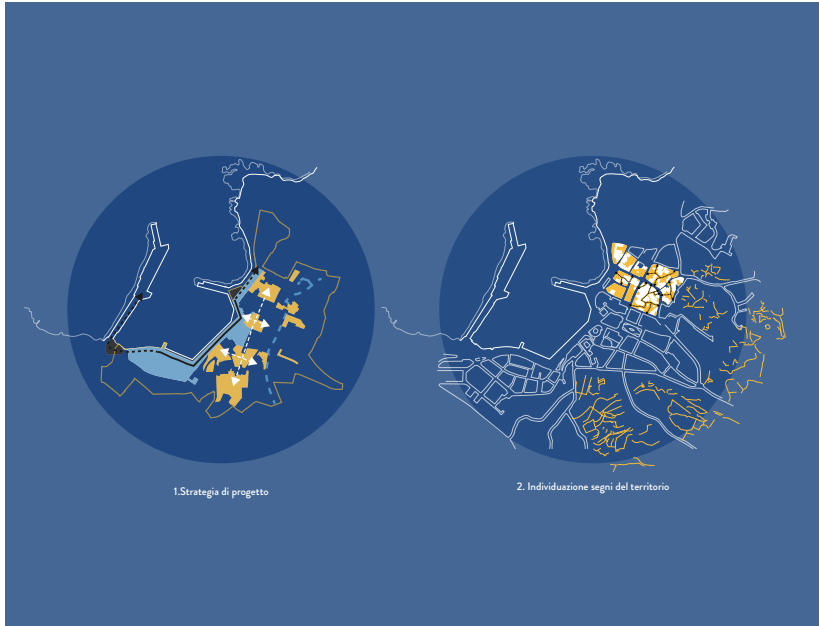 1.Strategia di progetto
2. Individuazione segni del territorio